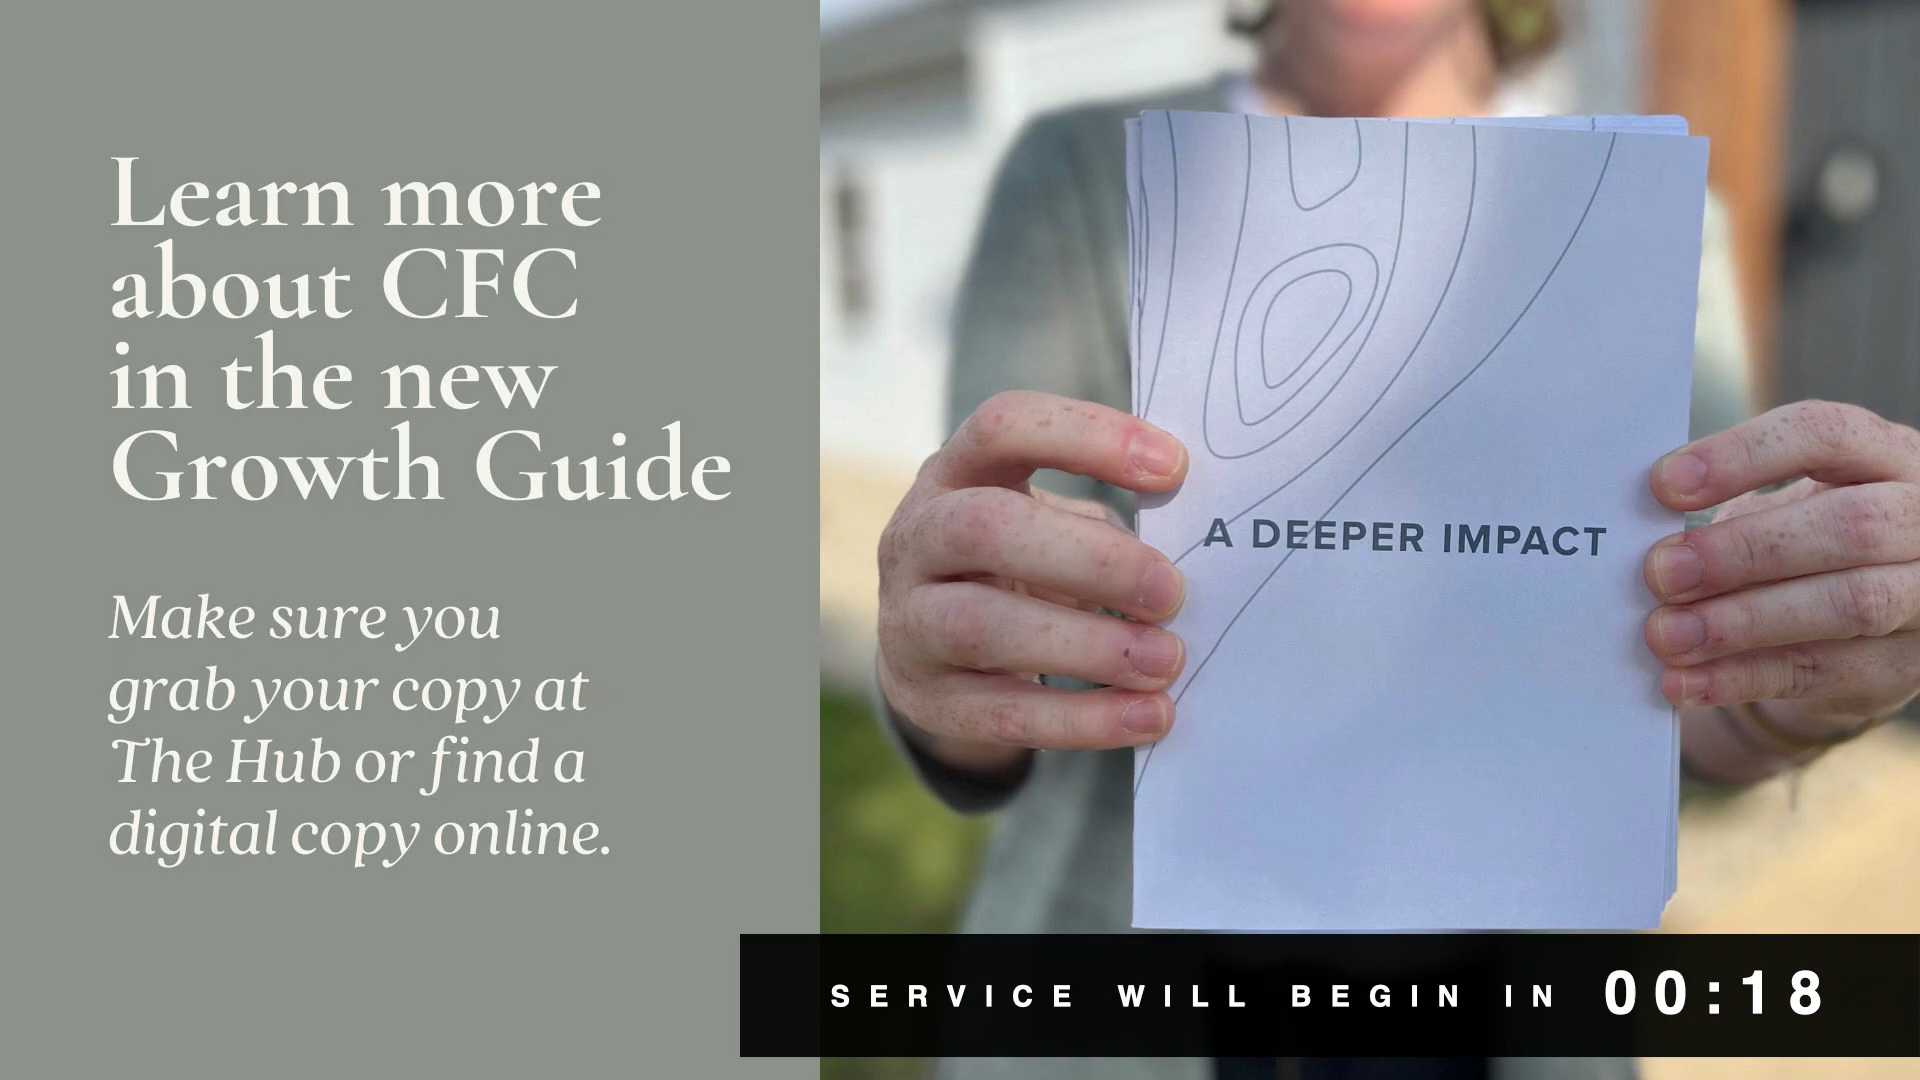 Learn more
about CFC
in the new
Growth Guide
Make sure you
grab your copy at
The Hub or find a
digital copy online.
A DEEPER IMPACT
SERVICE WILL BEGIN IN 00:18